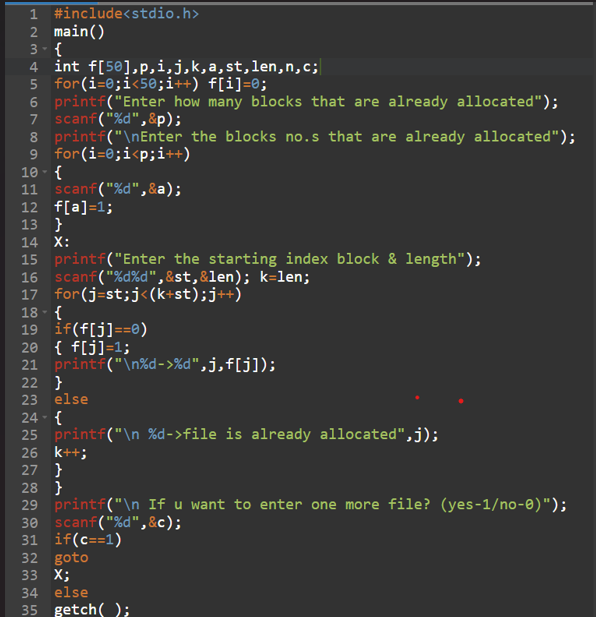 1 #include<stdio.h>
2 main()
3 {
4 int f[50],p,i,j,k,a,st,len,n,c;
5 for(i=0;i<50;i++) f[i]=0;
6 printf("Enter how many blocks that are already allocated");
7 scanf("%d",&p);
8 printf("\nEnter the blocks no.s that are already allocated");
9 for(i=0;i<p;i++)
10 {
11 scanf("%d",&a);
12 f[a]=1;
13 }
14 X:
15 printf("Enter the starting index block & length");
16 scanf("%d%d",&st,&len); k=len;
17 for(j=st;j<(k+st);j++)
18 {
19 if(f[j]==0)
20 { f[j]=1;
21 printf("\n%d->%d",j,f[j]);
22 }
23 else
24 {
25 printf("\n %d->file is already allocated",j);
26 k++;
27 }
28 }
29 printf("\n If u want to enter one more file? (yes-1/no-0)");
30 scanf("%d",&c);
31 if(c==1)
32 goto
33 X;
34 else
35 getch( );